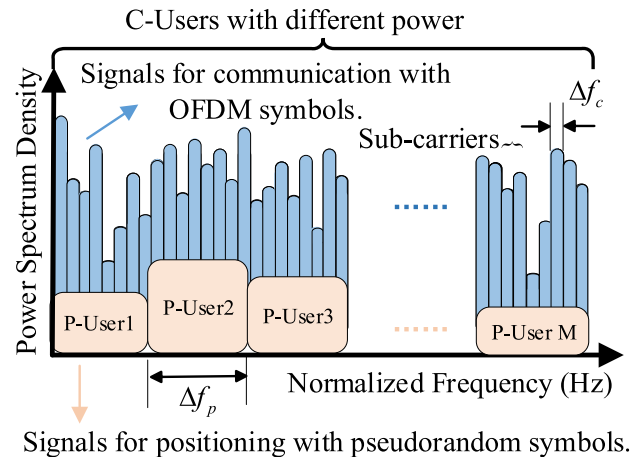 C-Users with different power
Signals for communication with
OFDM symbols.
Δf_c
Sub-carriers
Power Spectrum Density
P-User1
P-User2
P-User3
P-User M
Δf_p
Normalized Frequency (Hz)
Signals for positioning with pseudorandom symbols.